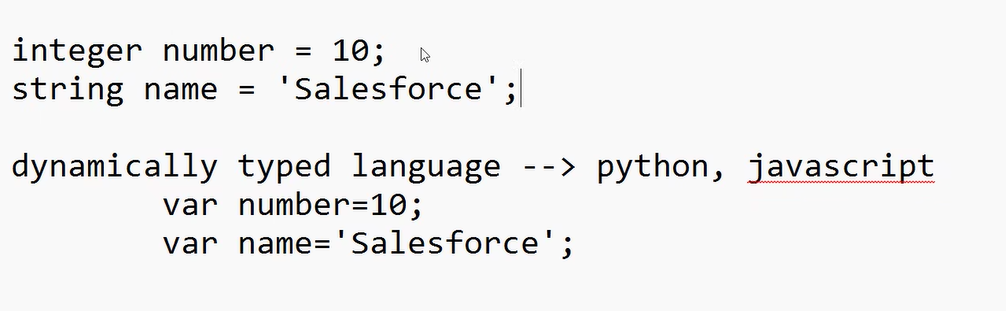 integer number = 10;
string name = 'Salesforce';
dynamically typed language --> python, javascript
var number=10;
var name='Salesforce';